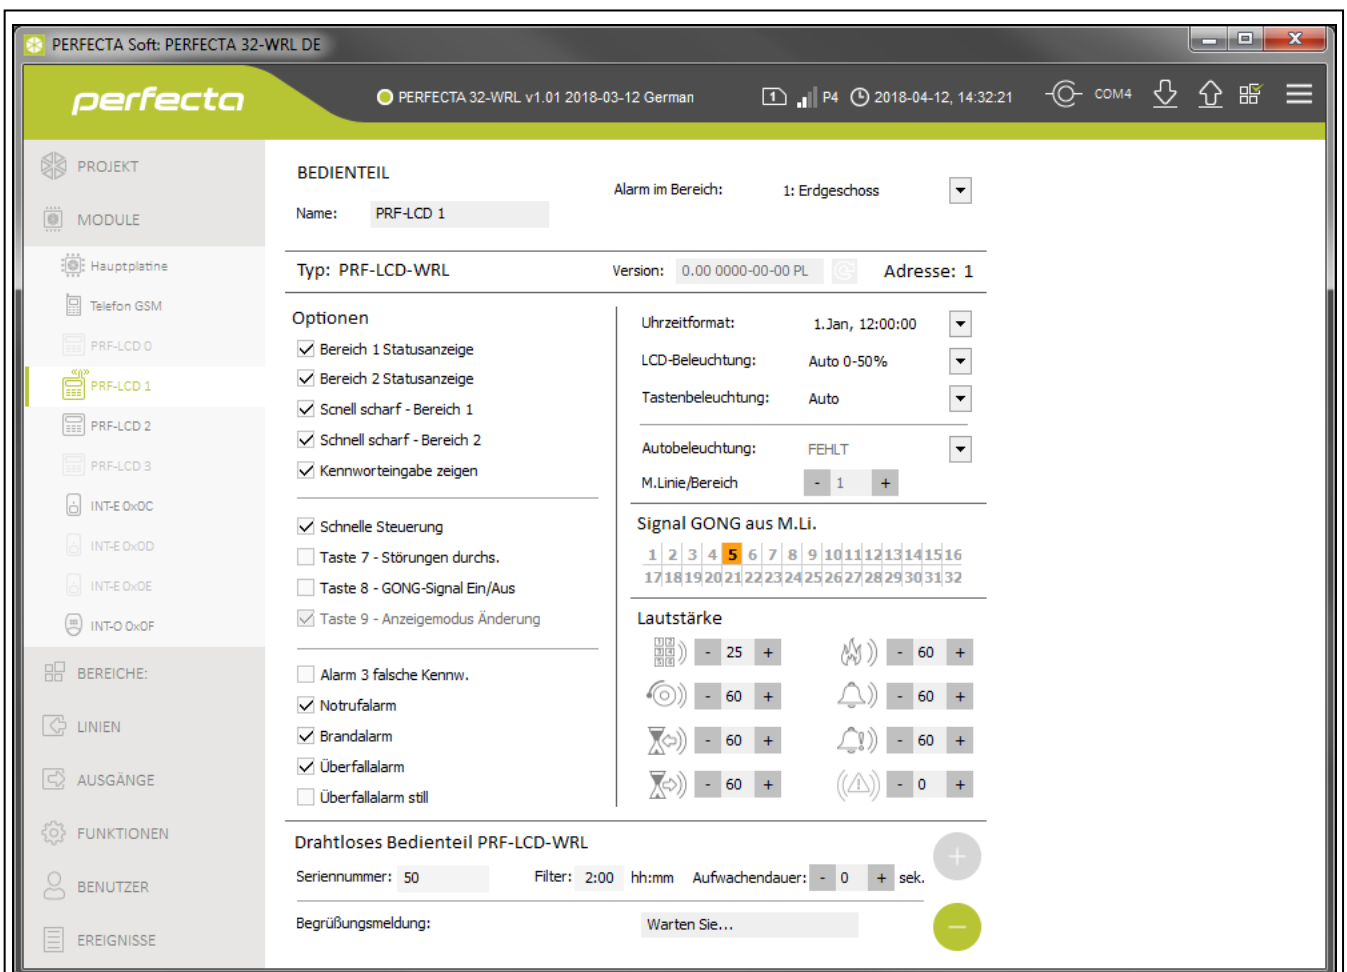 PERFECTA Soft: PERFECTA 32-WRL DE
perfecta
PERFECTA 32-WRL v1.01 2018-03-12 German
1 P4 2018-04-12, 14:32:21 COM4
PROJEKT
MODULE
Hauptplatine
Telefon GSM
PRF-LCD 0
PRF-LCD 1
PRF-LCD 2
PRF-LCD 3
INT-E 0x0C
INT-E 0x0D
INT-E 0x0E
INT-O 0x0F
BEREICHE:
LINIEN
AUSGÄNGE
FUNKTIONEN
BENUTZER
EREIGNISSE
BEDIENTEIL
Name: PRF-LCD 1
Alarm im Bereich: 1: Erdgeschoss
Typ: PRF-LCD-WRL
Version: 0.00 0000-00-00 PL
Adresse: 1
Optionen
Bereich 1 Statusanzeige
Bereich 2 Statusanzeige
Scnell scharf - Bereich 1
Schnell scharf - Bereich 2
Kennworteingabe zeigen
Schnelle Steuerung
Taste 7 - Störungen durchs.
Taste 8 - GONG-Signal Ein/Aus
Taste 9 - Anzeigemodus Änderung
Alarm 3 falsche Kennw.
Notrufalarm
Brandalarm
Überfallalarm
Überfallalarm still
Uhrzeitformat: 1.Jan, 12:00:00
LCD-Beleuchtung: Auto 0-50%
Tastenbeleuchtung: Auto
Autobeleuchtung: FEHLT
M.Linie/Bereich - 1 +
Signal GONG aus M.Li.
1 2 3 4 5 6 7 8 9 10 11 12 13 14 15 16
17 18 19 20 21 22 23 24 25 26 27 28 29 30 31 32
Lautstärke
- 25 + - 60 +
- 60 + - 60 +
- 60 + - 60 +
- 60 + - 0 +
Drahtloses Bedienteil PRF-LCD-WRL
Seriennummer: 50 Filter: 2:00 hh:mm Aufwachendauer: - 0 + sek.
Begrüßungsmeldung: Warten Sie...